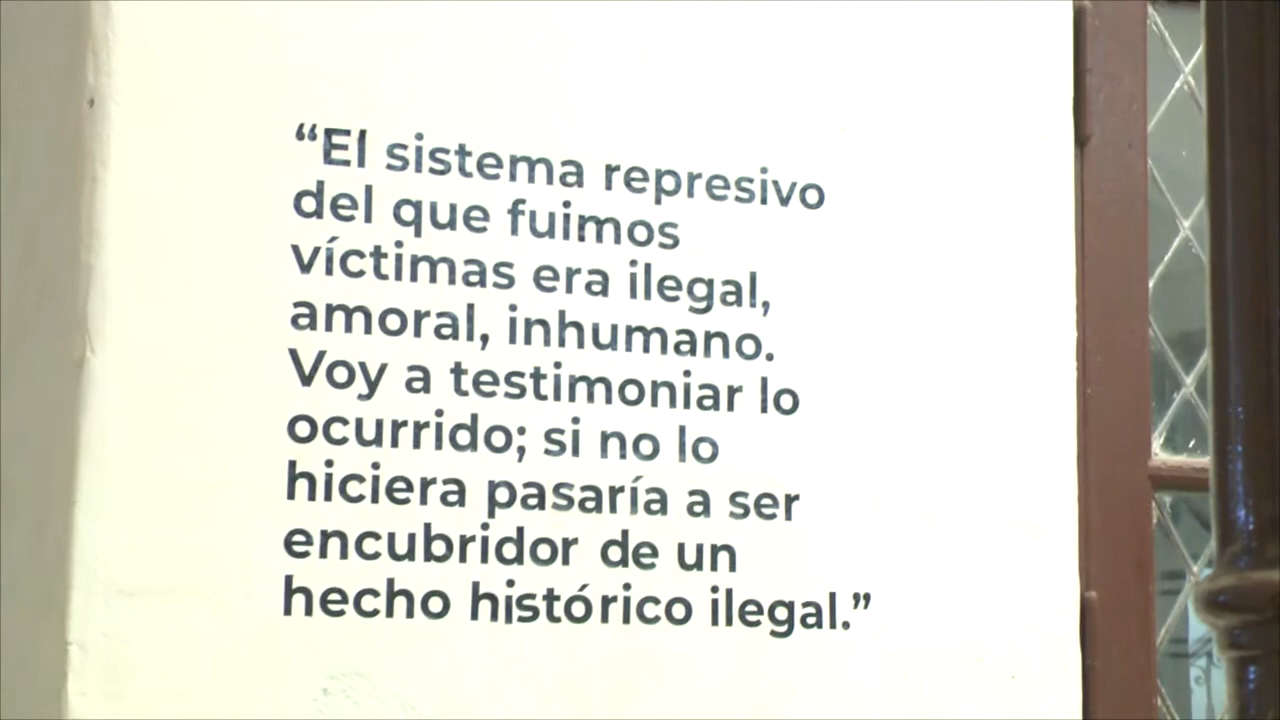 “El sistema represivo
del que fuimos
víctimas era ilegal,
amoral, inhumano.
Voy a testimoniar lo
ocurrido; si no lo
hiciera pasaría a ser
encubridor de un
hecho histórico ilegal.”